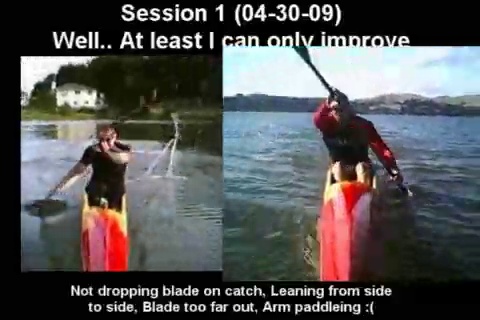 Session 1 (04-30-09)
Well.. At least I can only improve
Not dropping blade on catch, Leaning from side
to side, Blade too far out, Arm paddleing :(